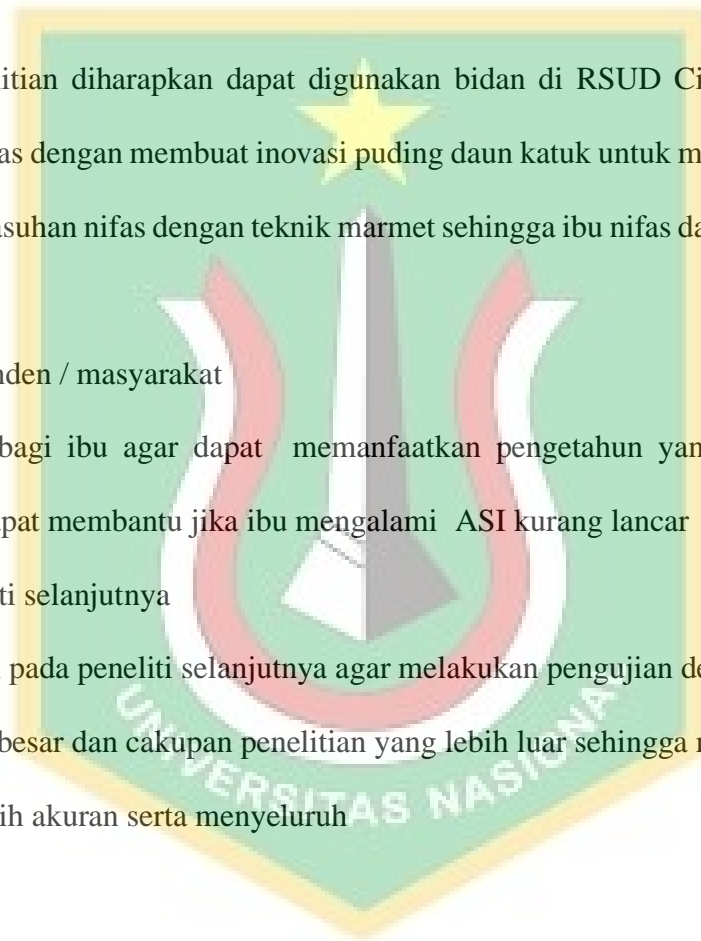 litian diharapkan dapat digunakan bidan di RSUD Ci
as dengan membuat inovasi puding daun katuk untuk m
asuhan nifas dengan teknik marmet sehingga ibu nifas da
nden / masyarakat
bagi ibu agar dapat memanfaatkan pengetahun yan
pat membantu jika ibu mengalami ASI kurang lancar
ti selanjutnya
pada peneliti selanjutnya agar melakukan pengujian de
besar dan cakupan penelitian yang lebih luar sehingga
ih akuran serta menyeluruh
UNIVERSITAS NASIONAL